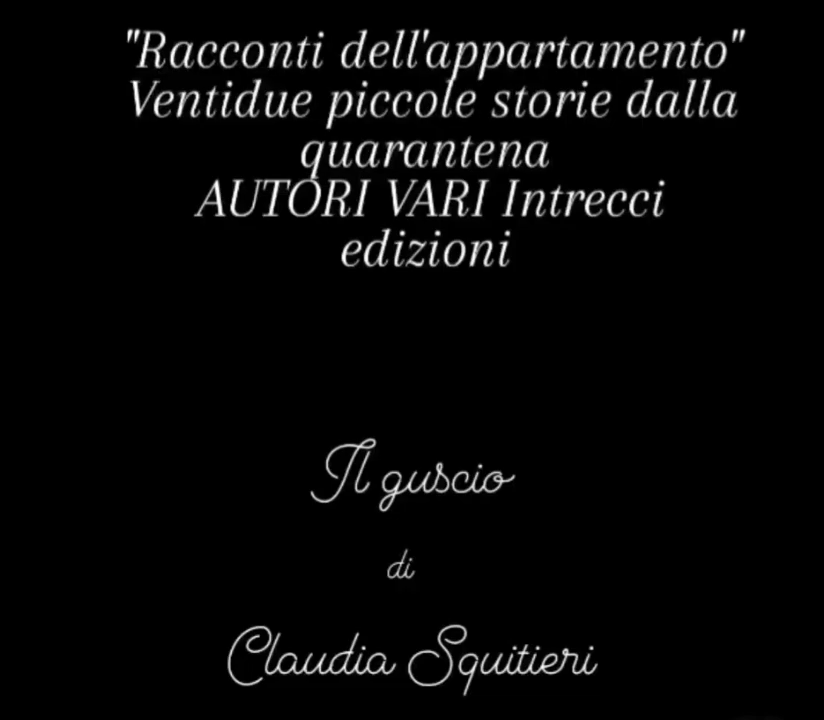 "Racconti dell'appartamento"
Ventidue piccole storie dalla
quarantena
AUTORI VARI Intrecci
edizioni
Il guscio
di
Claudia Squitieri